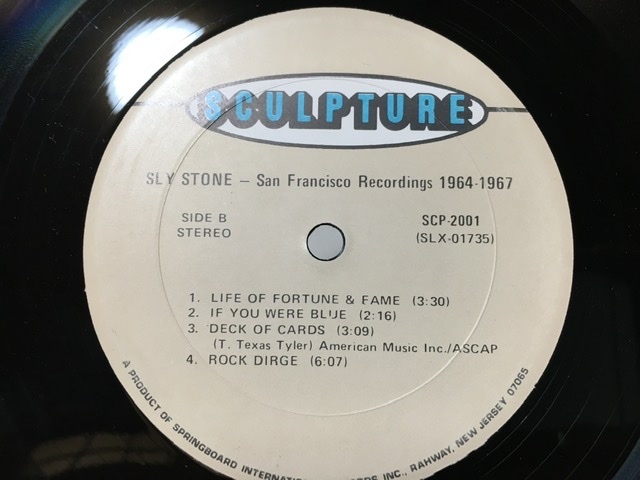 SCULPTURE
SLY STONE – San Francisco Recordings 1964-1967
SIDE B
STEREO
SCP-2001
(SLX-01735)
1. LIFE OF FORTUNE & FAME (3:30)
2. IF YOU WERE BLUE (2:16)
3. DECK OF CARDS (3:09)
(T. Texas Tyler) American Music Inc./ASCAP
4. ROCK DIRGE (6:07)
A PRODUCT OF SPRINGBOARD INTERNATIONAL RECORDS INC., RAHWAY, NEW JERSEY 07065